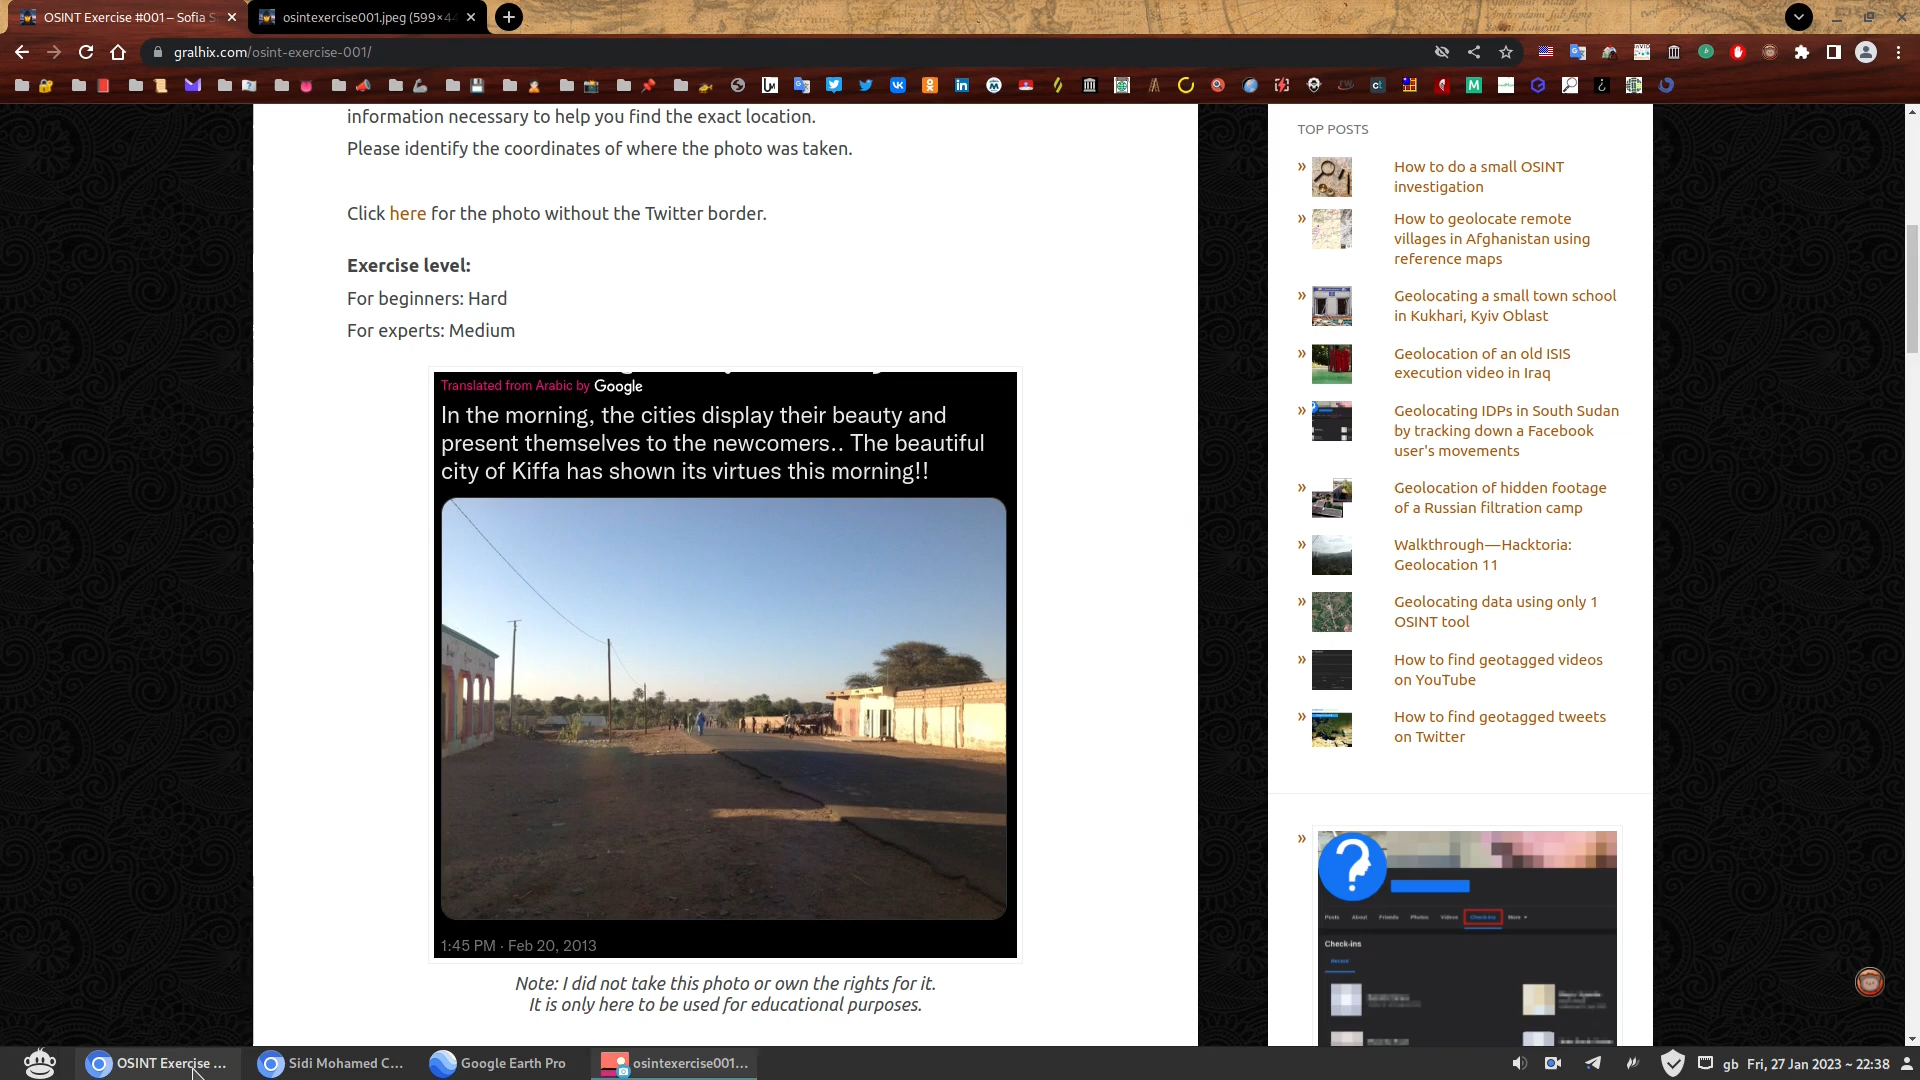 OSINT Exercise #001 – Sofia S
osintexercise001.jpeg (599×4
gralhix.com/osint-exercise-001/
information necessary to help you find the exact location.
Please identify the coordinates of where the photo was taken.
Click here for the photo without the Twitter border.
Exercise level:
For beginners: Hard
For experts: Medium
Translated from Arabic by Google
In the morning, the cities display their beauty and
present themselves to the newcomers.. The beautiful
city of Kiffa has shown its virtues this morning!!
1:45 PM · Feb 20, 2013
Note: I did not take this photo or own the rights for it.
It is only here to be used for educational purposes.
TOP POSTS
» How to do a small OSINT
investigation
» How to geolocate remote
villages in Afghanistan using
reference maps
» Geolocating a small town school
in Kukhari, Kyiv Oblast
» Geolocation of an old ISIS
execution video in Iraq
» Geolocating IDPs in South Sudan
by tracking down a Facebook
user's movements
» Geolocation of hidden footage
of a Russian filtration camp
» Walkthrough—Hacktoria:
Geolocation 11
» Geolocating data using only 1
OSINT tool
» How to find geotagged videos
on YouTube
» How to find geotagged tweets
on Twitter
»
Posts About Friends Photos Videos Check-ins More
Check-ins
Recent
OSINT Exercise ...
Sidi Mohamed C...
Google Earth Pro
osintexercise001...
gb Fri, 27 Jan 2023 ~ 22:38